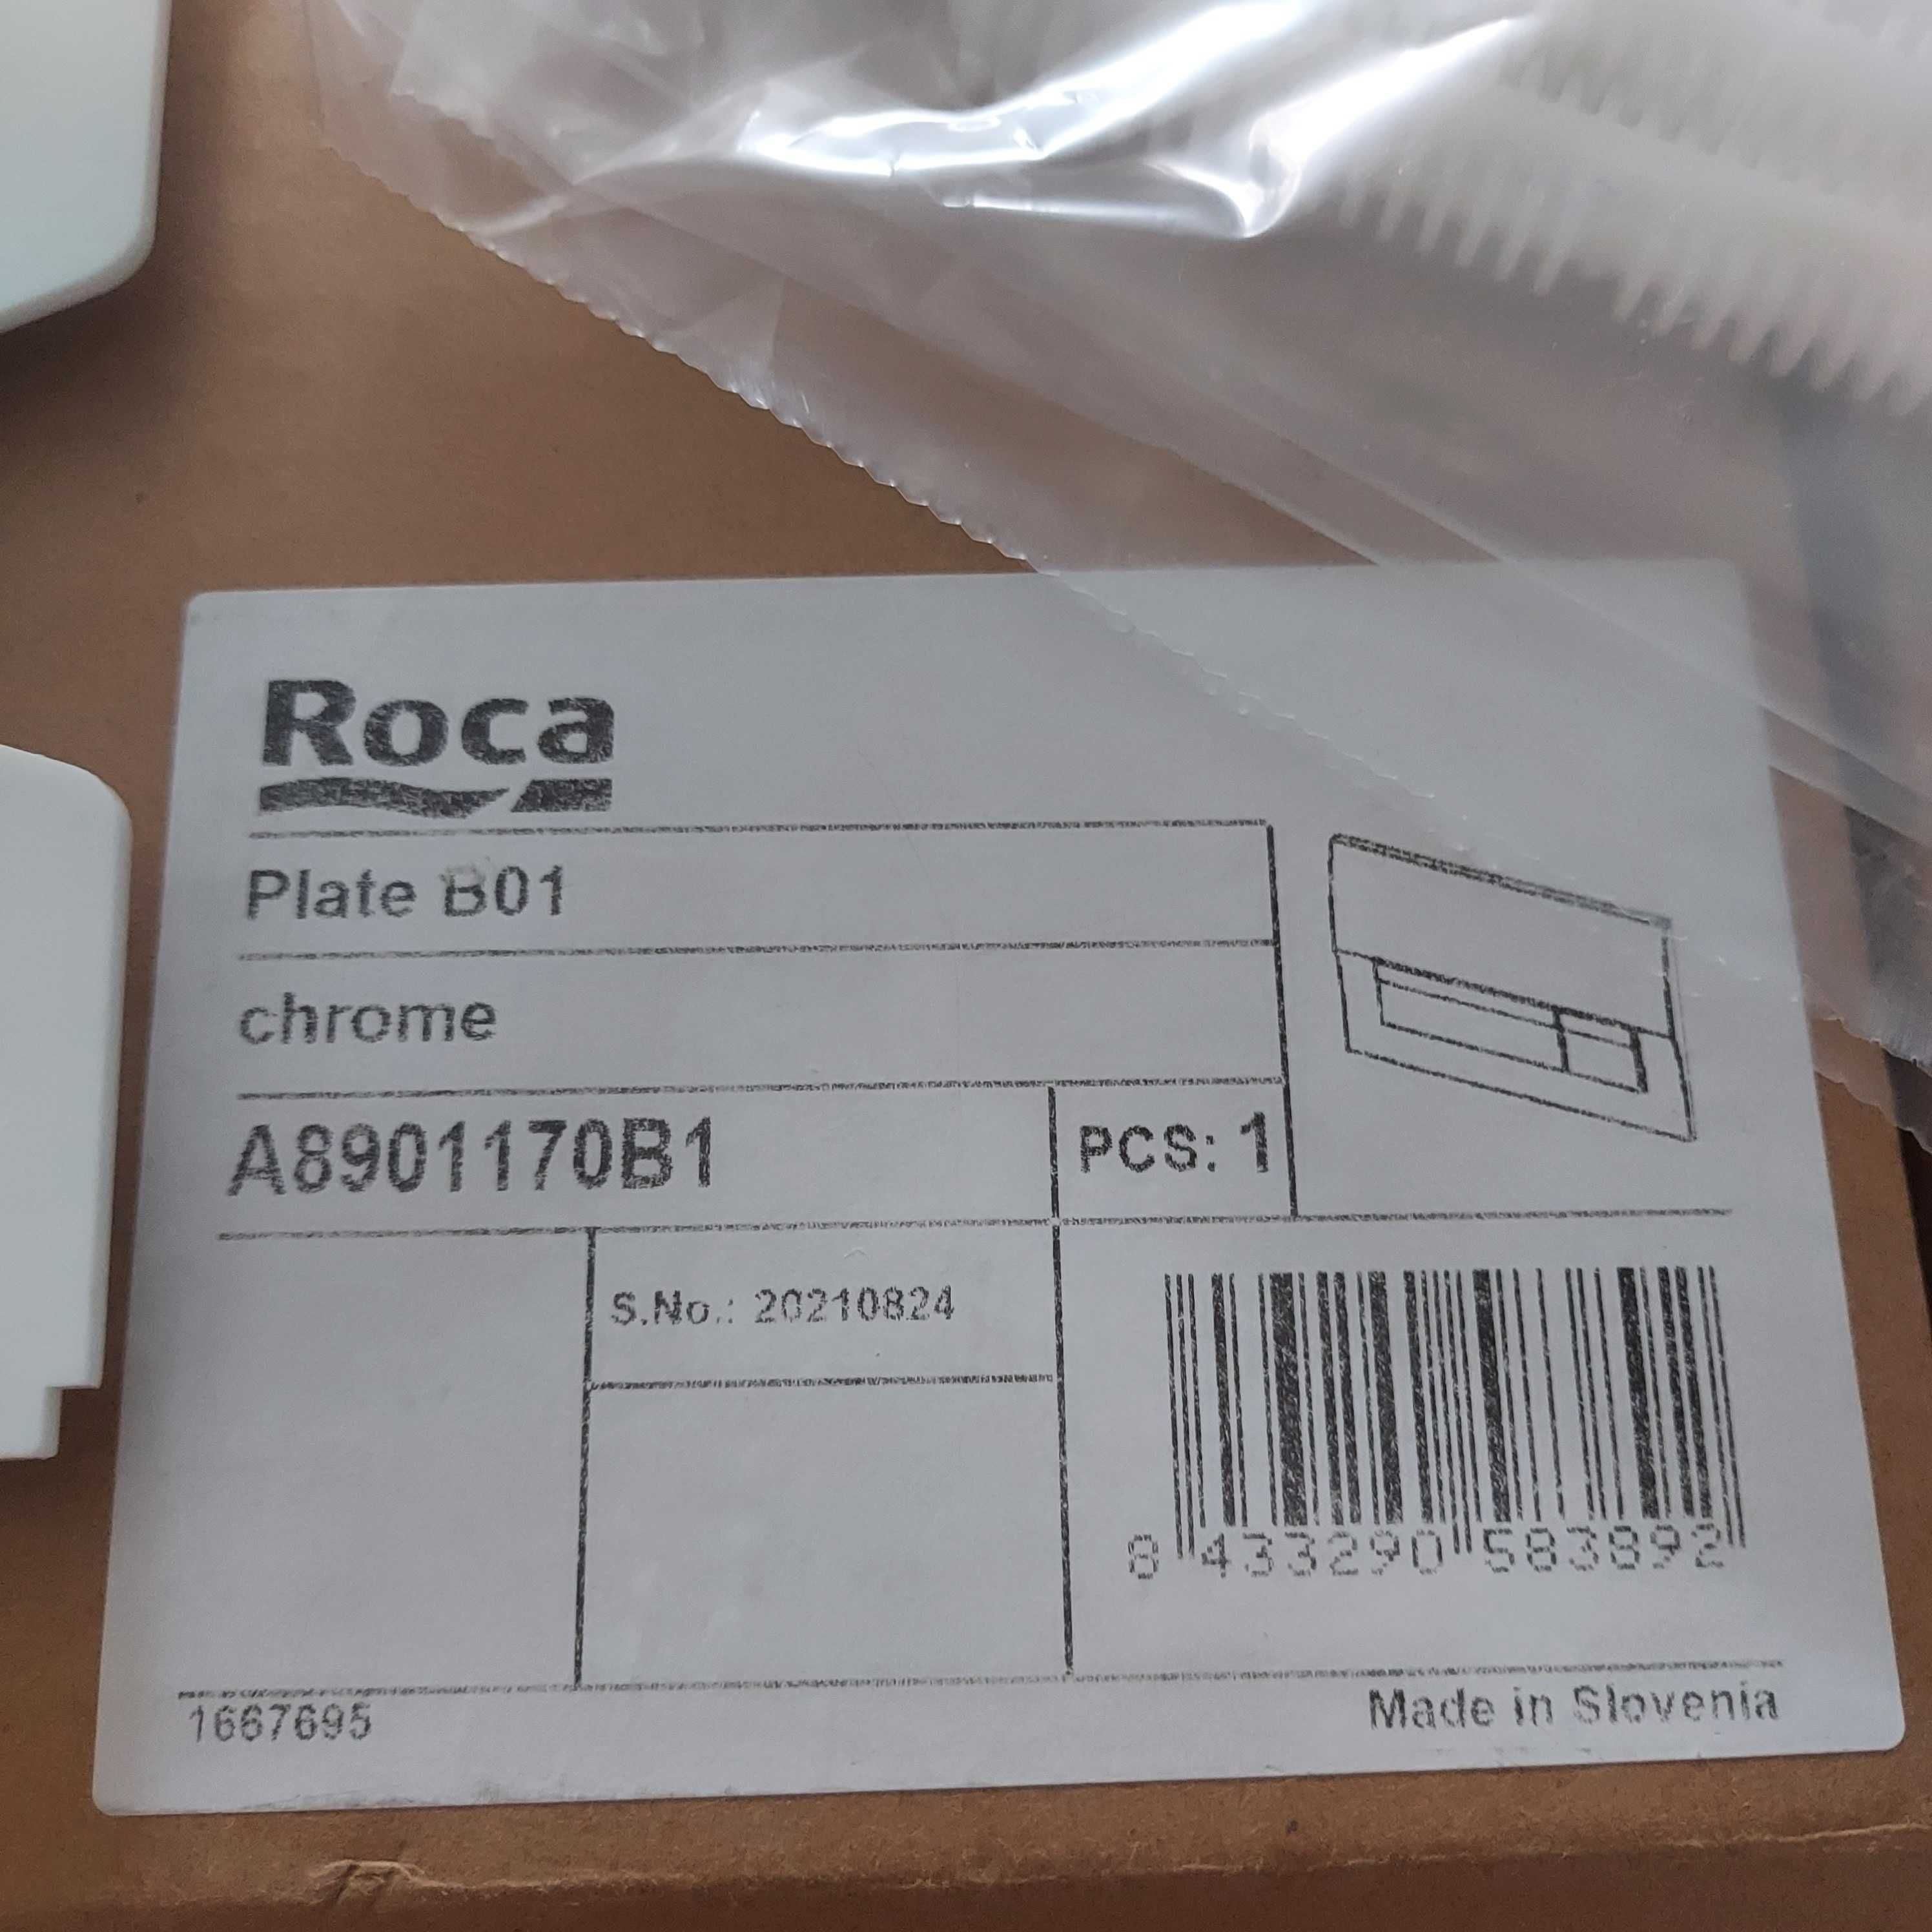 Roca
Plate B01
chrome
A8901170B1
PCS: 1
S.No.: 20210824
8 433290 583892
1667695
Made in Slovenia